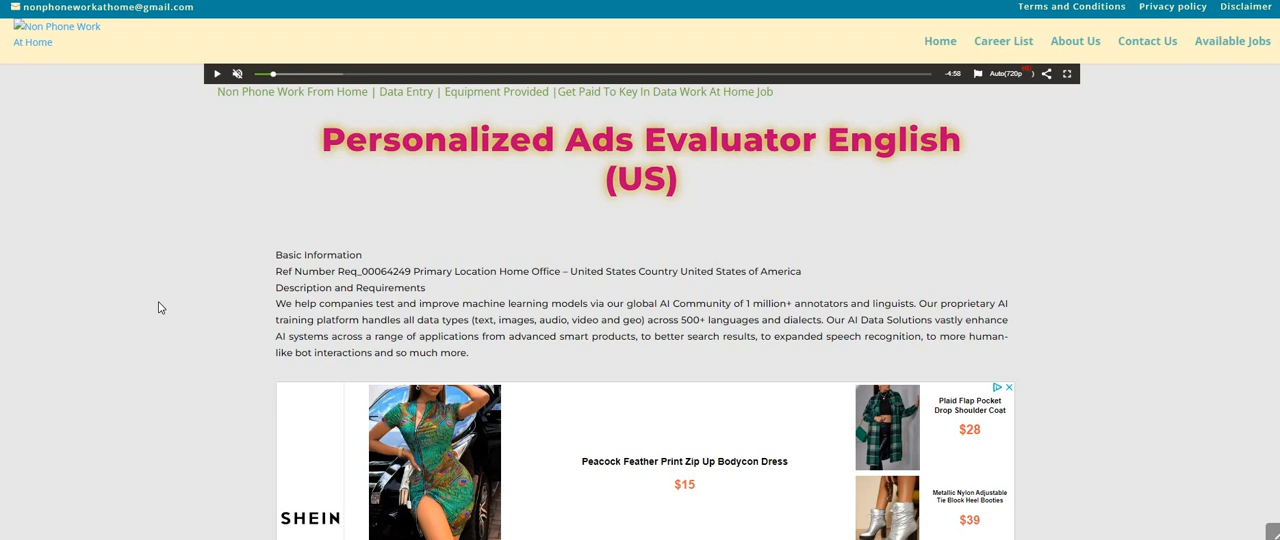 nonphoneworkathome@gmail.com
Terms and Conditions Privacy policy Disclaimer
Non Phone Work
At Home
Home Career List About Us Contact Us Available Jobs
-4:58 Auto(720p HD)
Non Phone Work From Home | Data Entry | Equipment Provided |Get Paid To Key In Data Work At Home Job
Personalized Ads Evaluator English
(US)
Basic Information
Ref Number Req_00064249 Primary Location Home Office – United States Country United States of America
Description and Requirements
We help companies test and improve machine learning models via our global AI Community of 1 million+ annotators and linguists. Our proprietary AI
training platform handles all data types (text, images, audio, video and geo) across 500+ languages and dialects. Our AI Data Solutions vastly enhance
AI systems across a range of applications from advanced smart products, to better search results, to expanded speech recognition, to more human-
like bot interactions and so much more.
SHEIN
Peacock Feather Print Zip Up Bodycon Dress
$15
Plaid Flap Pocket
Drop Shoulder Coat
$28
Metallic Nylon Adjustable
Tie Block Heel Booties
$39